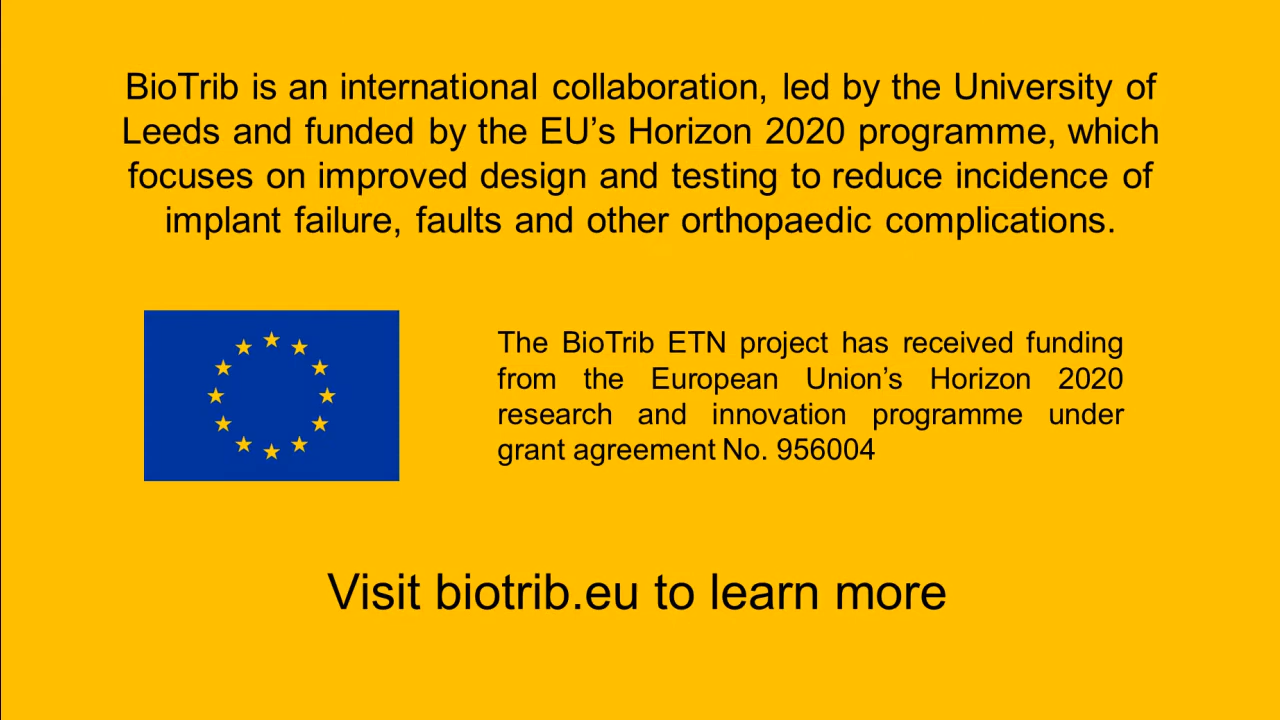 BioTrib is an international collaboration, led by the University of
Leeds and funded by the EU’s Horizon 2020 programme, which
focuses on improved design and testing to reduce incidence of
implant failure, faults and other orthopaedic complications.
The BioTrib ETN project has received funding
from the European Union’s Horizon 2020
research and innovation programme under
grant agreement No. 956004
Visit biotrib.eu to learn more